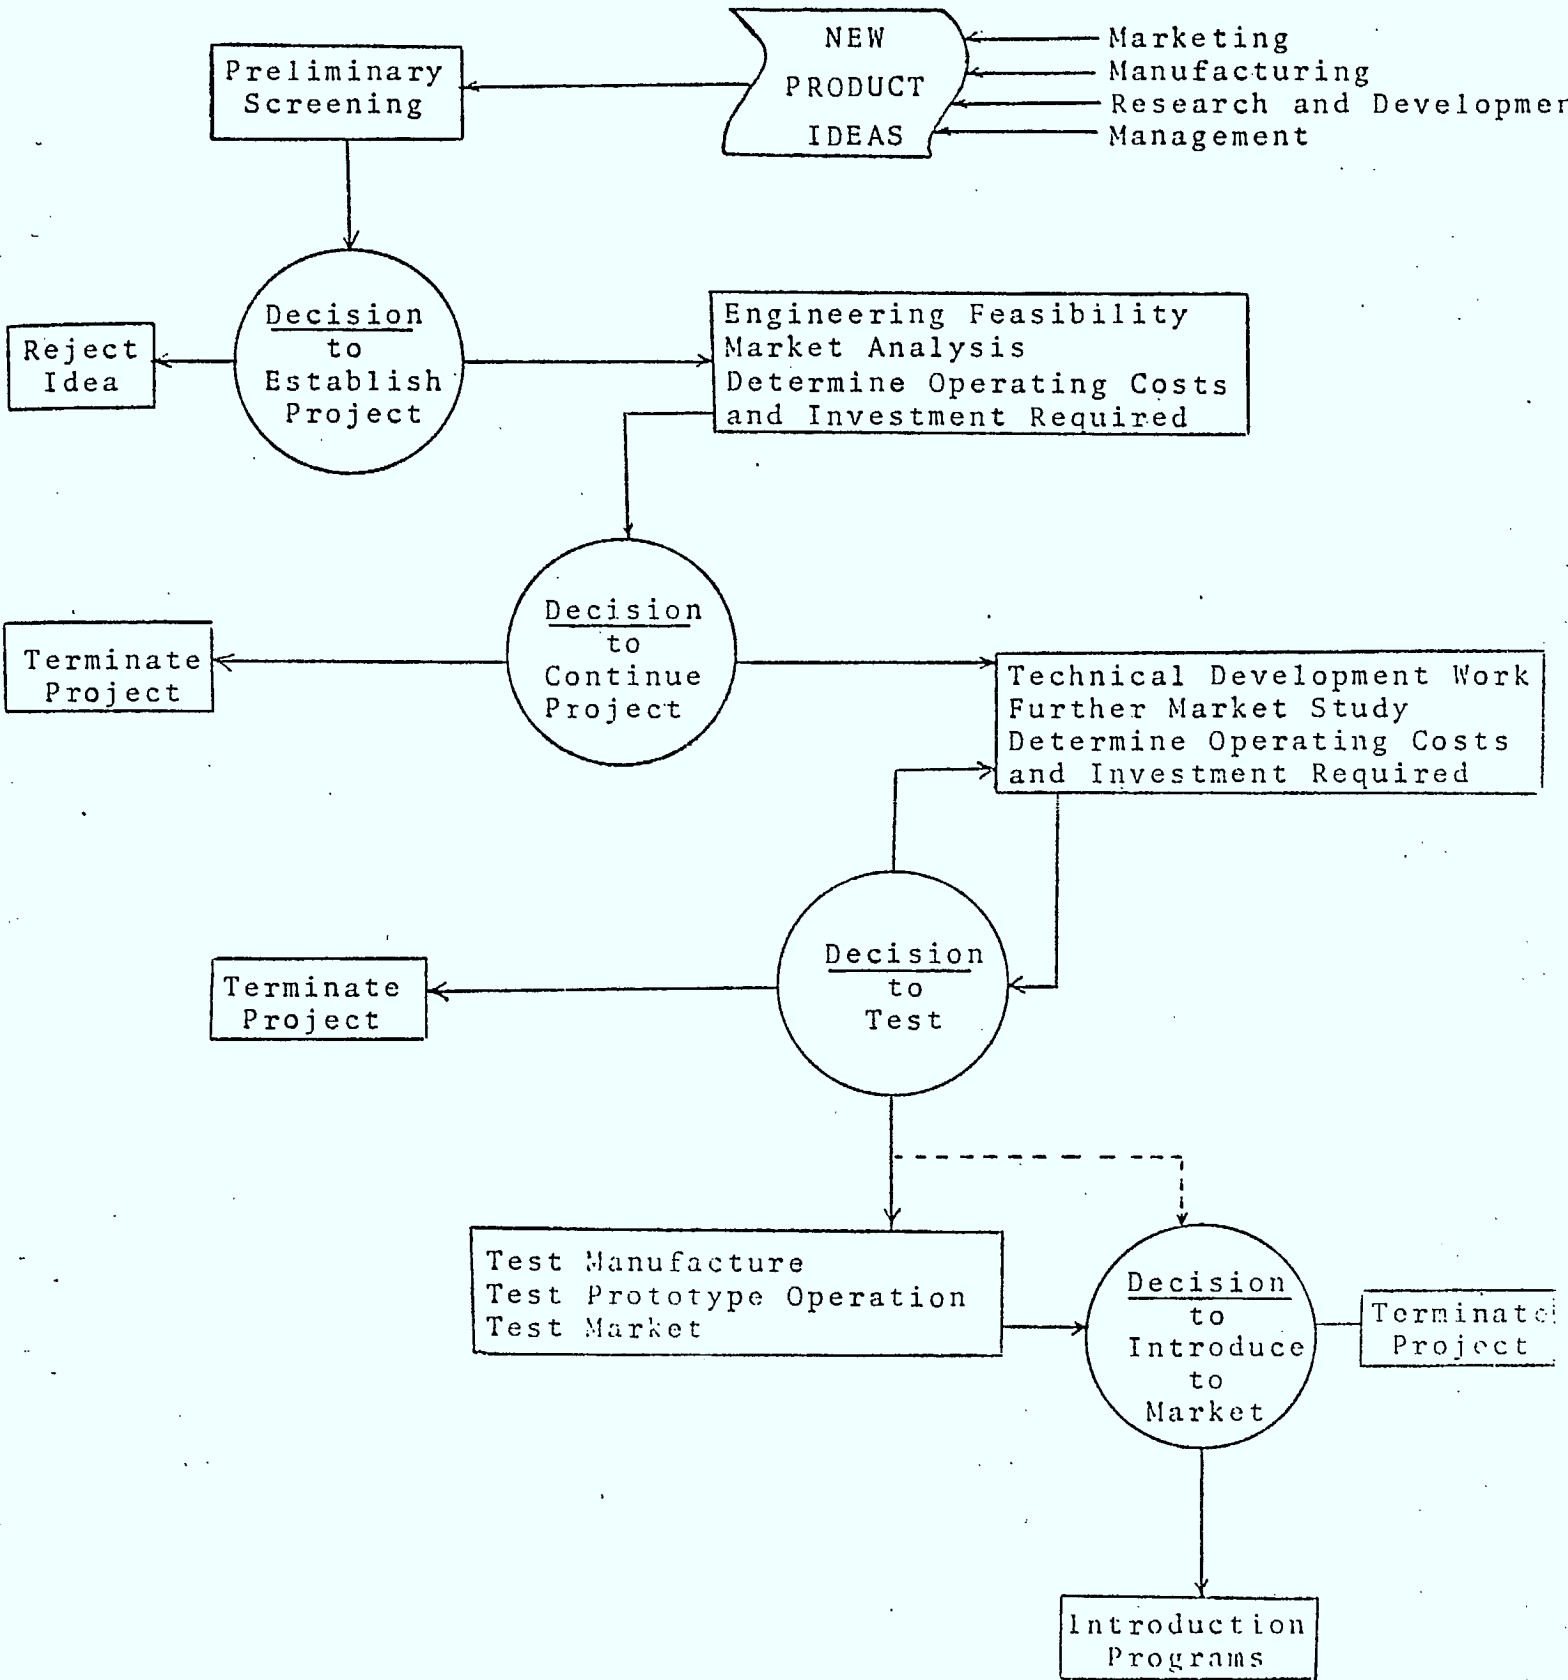 NEW
PRODUCT
IDEAS
Marketing
Manufacturing
Research and Developmen
Management
Preliminary
Screening
Decision
to
Establish
Project
Reject
Idea
Engineering Feasibility
Market Analysis
Determine Operating Costs
and Investment Required
Decision
to
Continue
Project
Terminate
Project
Technical Development Work
Further Market Study
Determine Operating Costs
and Investment Required
Decision
to
Test
Terminate
Project
Test Manufacture
Test Prototype Operation
Test Market
Decision
to
Introduce
to
Market
Terminate
Project
Introduction
Programs